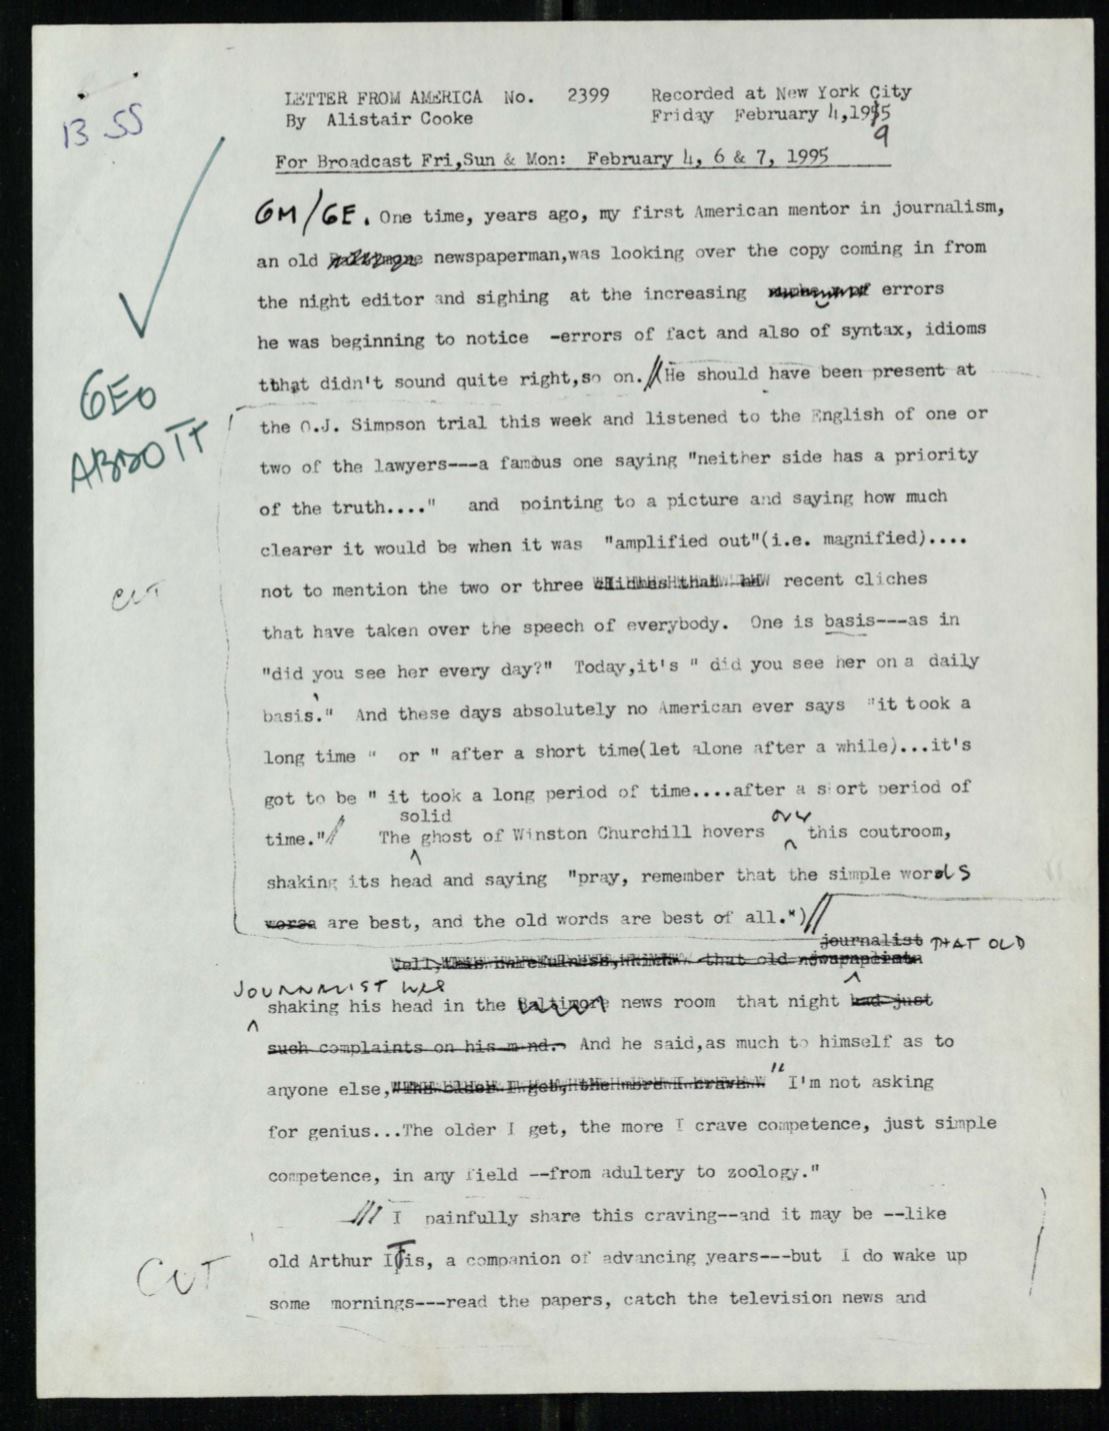 13 SS
LETTER FROM AMERICA No. 2399 Recorded at New York City
By Alistair Cooke Friday February 4,1995
9
For Broadcast Fri,Sun & Mon: February 4, 6 & 7, 1995
GM/GE. One time, years ago, my first American mentor in journalism,
an old newspaperman,was looking over the copy coming in from
the night editor and sighing at the increasing errors
he was beginning to notice -errors of fact and also of syntax, idioms
tthat didn't sound quite right,so on.//(He should have been present at
GEO
ABBOTT
the O.J. Simpson trial this week and listened to the English of one or
two of the lawyers---a famous one saying "neither side has a priority
of the truth...." and pointing to a picture and saying how much
clearer it would be when it was "amplified out"(i.e. magnified)....
CUT
not to mention the two or three recent cliches
that have taken over the speech of everybody. One is basis---as in
"did you see her every day?" Today,it's " did you see her on a daily
basis." And these days absolutely no American ever says "it took a
long time " or " after a short time(let alone after a while)...it's
got to be " it took a long period of time....after a s ort period of
solid over
time."// The ghost of Winston Churchill hovers this coutroom,
shaking its head and saying "pray, remember that the simple words
worsa are best, and the old words are best of all.")//
journalist THAT OLD
that old
JOURNALIST was
shaking his head in the Baltimore news room that night had just
such complaints on his mind. And he said,as much to himself as to
anyone else, "I'm not asking
for genius...The older I get, the more I crave competence, just simple
competence, in any field --from adultery to zoology."
/// I painfully share this craving--and it may be --like
CUT
old Arthur ITis, a companion of advancing years---but I do wake up
some mornings---read the papers, catch the television news and